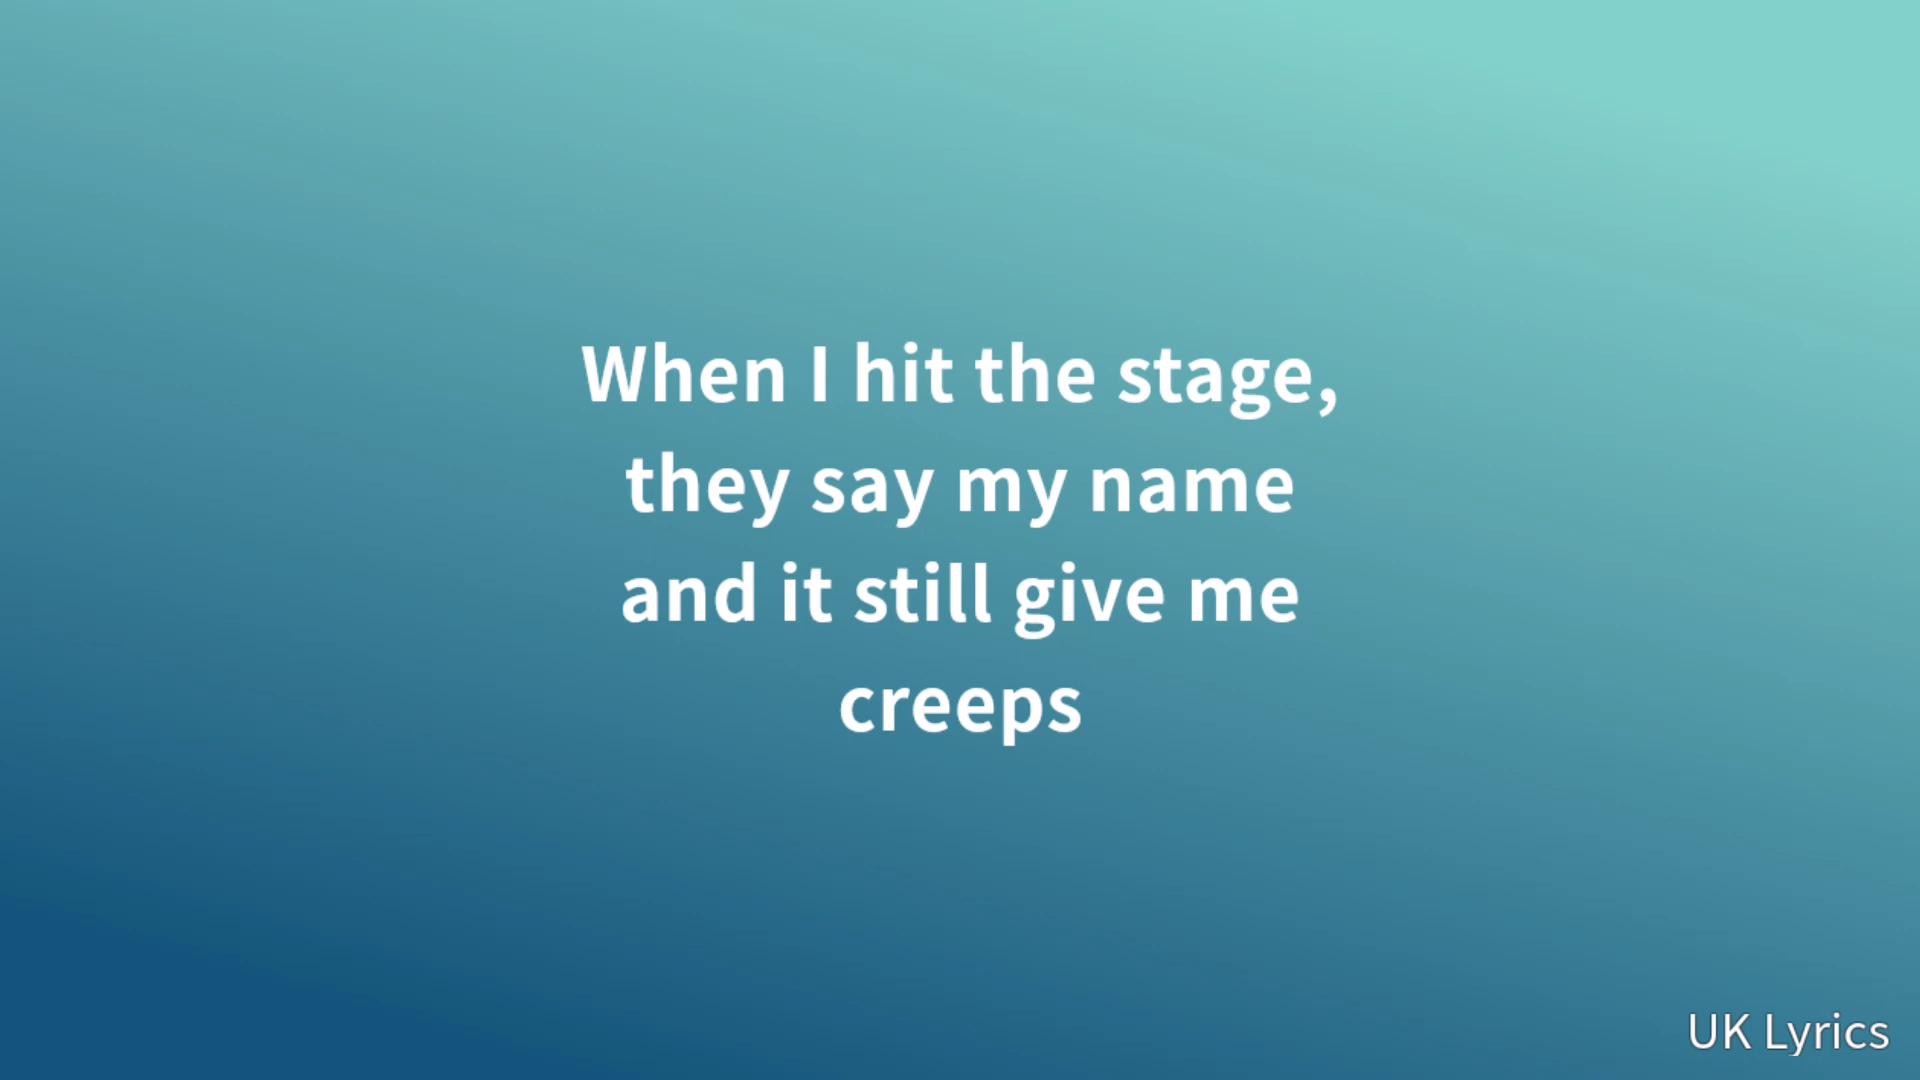 When I hit the stage,
they say my name
and it still give me
creeps
UK Lyrics